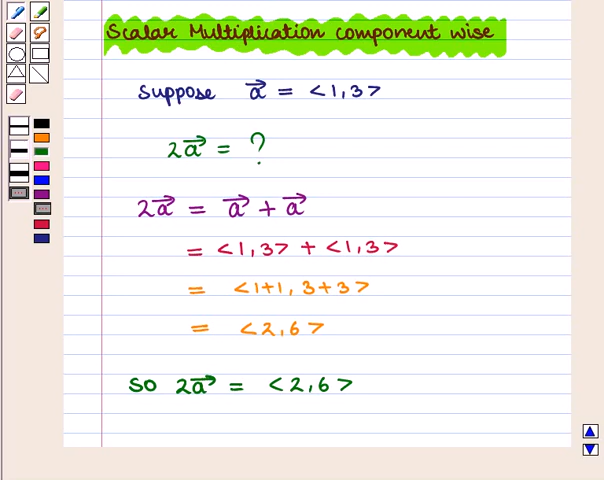 Scalar Multiplication component wise
Suppose a⃗ = <1,3>
2a⃗ = ?
2a⃗ = a⃗ + a⃗
= <1,3> + <1,3>
= <1+1, 3+3>
= <2,6>
So 2a⃗ = <2,6>